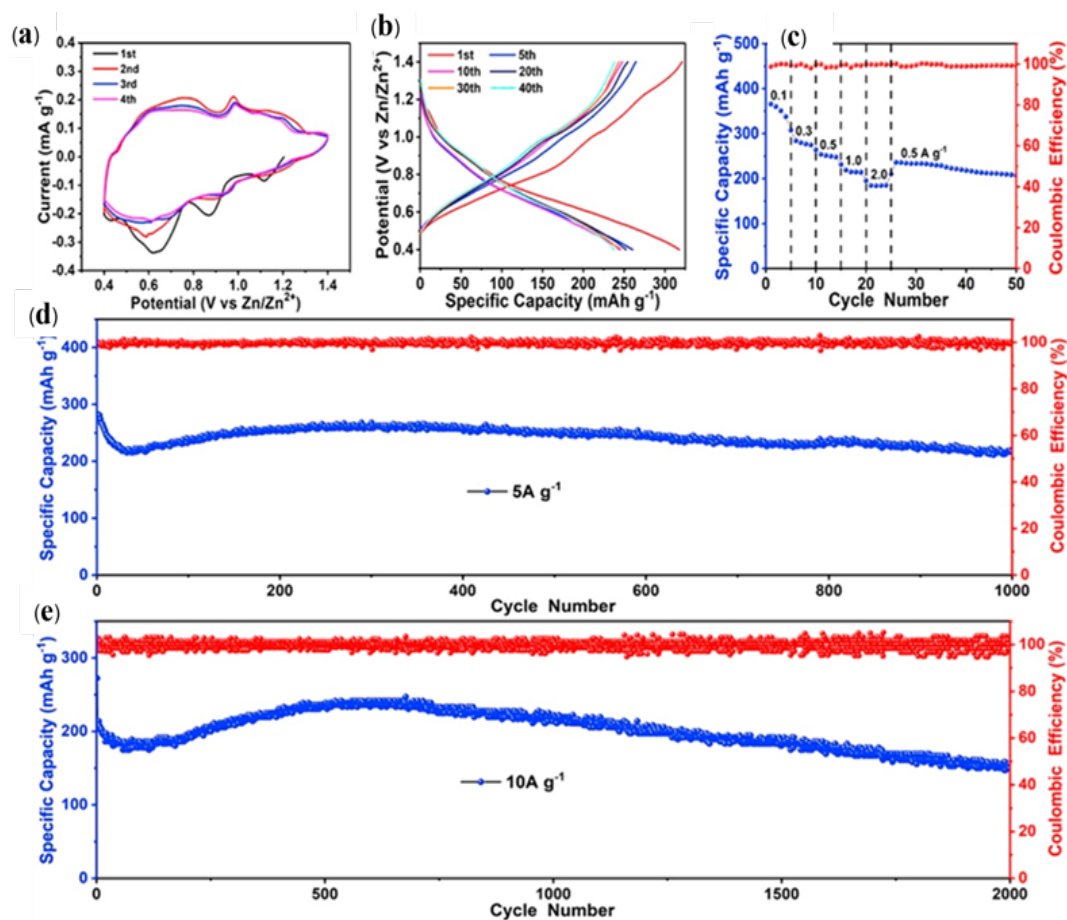 (a)
Current (mA g⁻¹)
0.4
0.3
0.2
0.1
0.0
-0.1
-0.2
-0.3
-0.4
1st
2nd
3rd
4th
0.4 0.6 0.8 1.0 1.2 1.4
Potential (V vs Zn/Zn²⁺)
(b)
Potential (V vs Zn/Zn²⁺)
1.4
1.2
1.0
0.8
0.6
0.4
1st 5th
10th 20th
30th 40th
0 50 100 150 200 250 300
Specific Capacity (mAh g⁻¹)
(c)
Specific Capacity (mAh g⁻¹)
500
400
300
200
100
0
0.1
0.3
0.5
1.0
2.0
0.5 A g⁻¹
100
80
60
40
20
0
Coulombic Efficiency (%)
0 10 20 30 40 50
Cycle Number
(d)
Specific Capacity (mAh g⁻¹)
400
300
250
200
100
0
5A g⁻¹
100
80
60
40
20
0
Coulombic Efficiency (%)
0 200 400 600 800 1000
Cycle Number
(e)
Specific Capacity (mAh g⁻¹)
300
200
150
100
0
10A g⁻¹
100
80
60
40
20
0
Coulombic Efficiency (%)
0 500 1000 1500 2000
Cycle Number